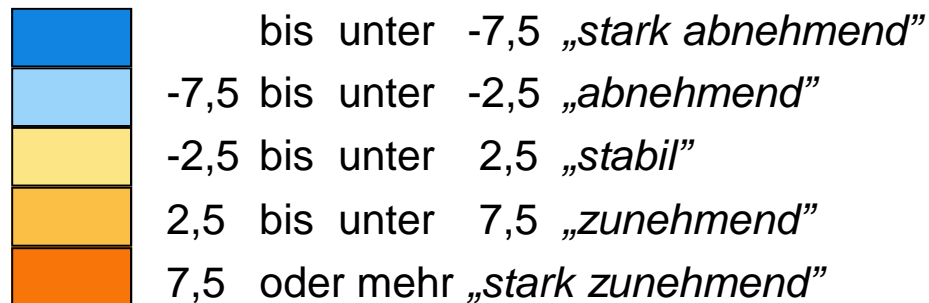 bis unter -7,5 „stark abnehmend”
-7,5 bis unter -2,5 „abnehmend”
-2,5 bis unter 2,5 „stabil”
2,5 bis unter 7,5 „zunehmend”
7,5 oder mehr „stark zunehmend”